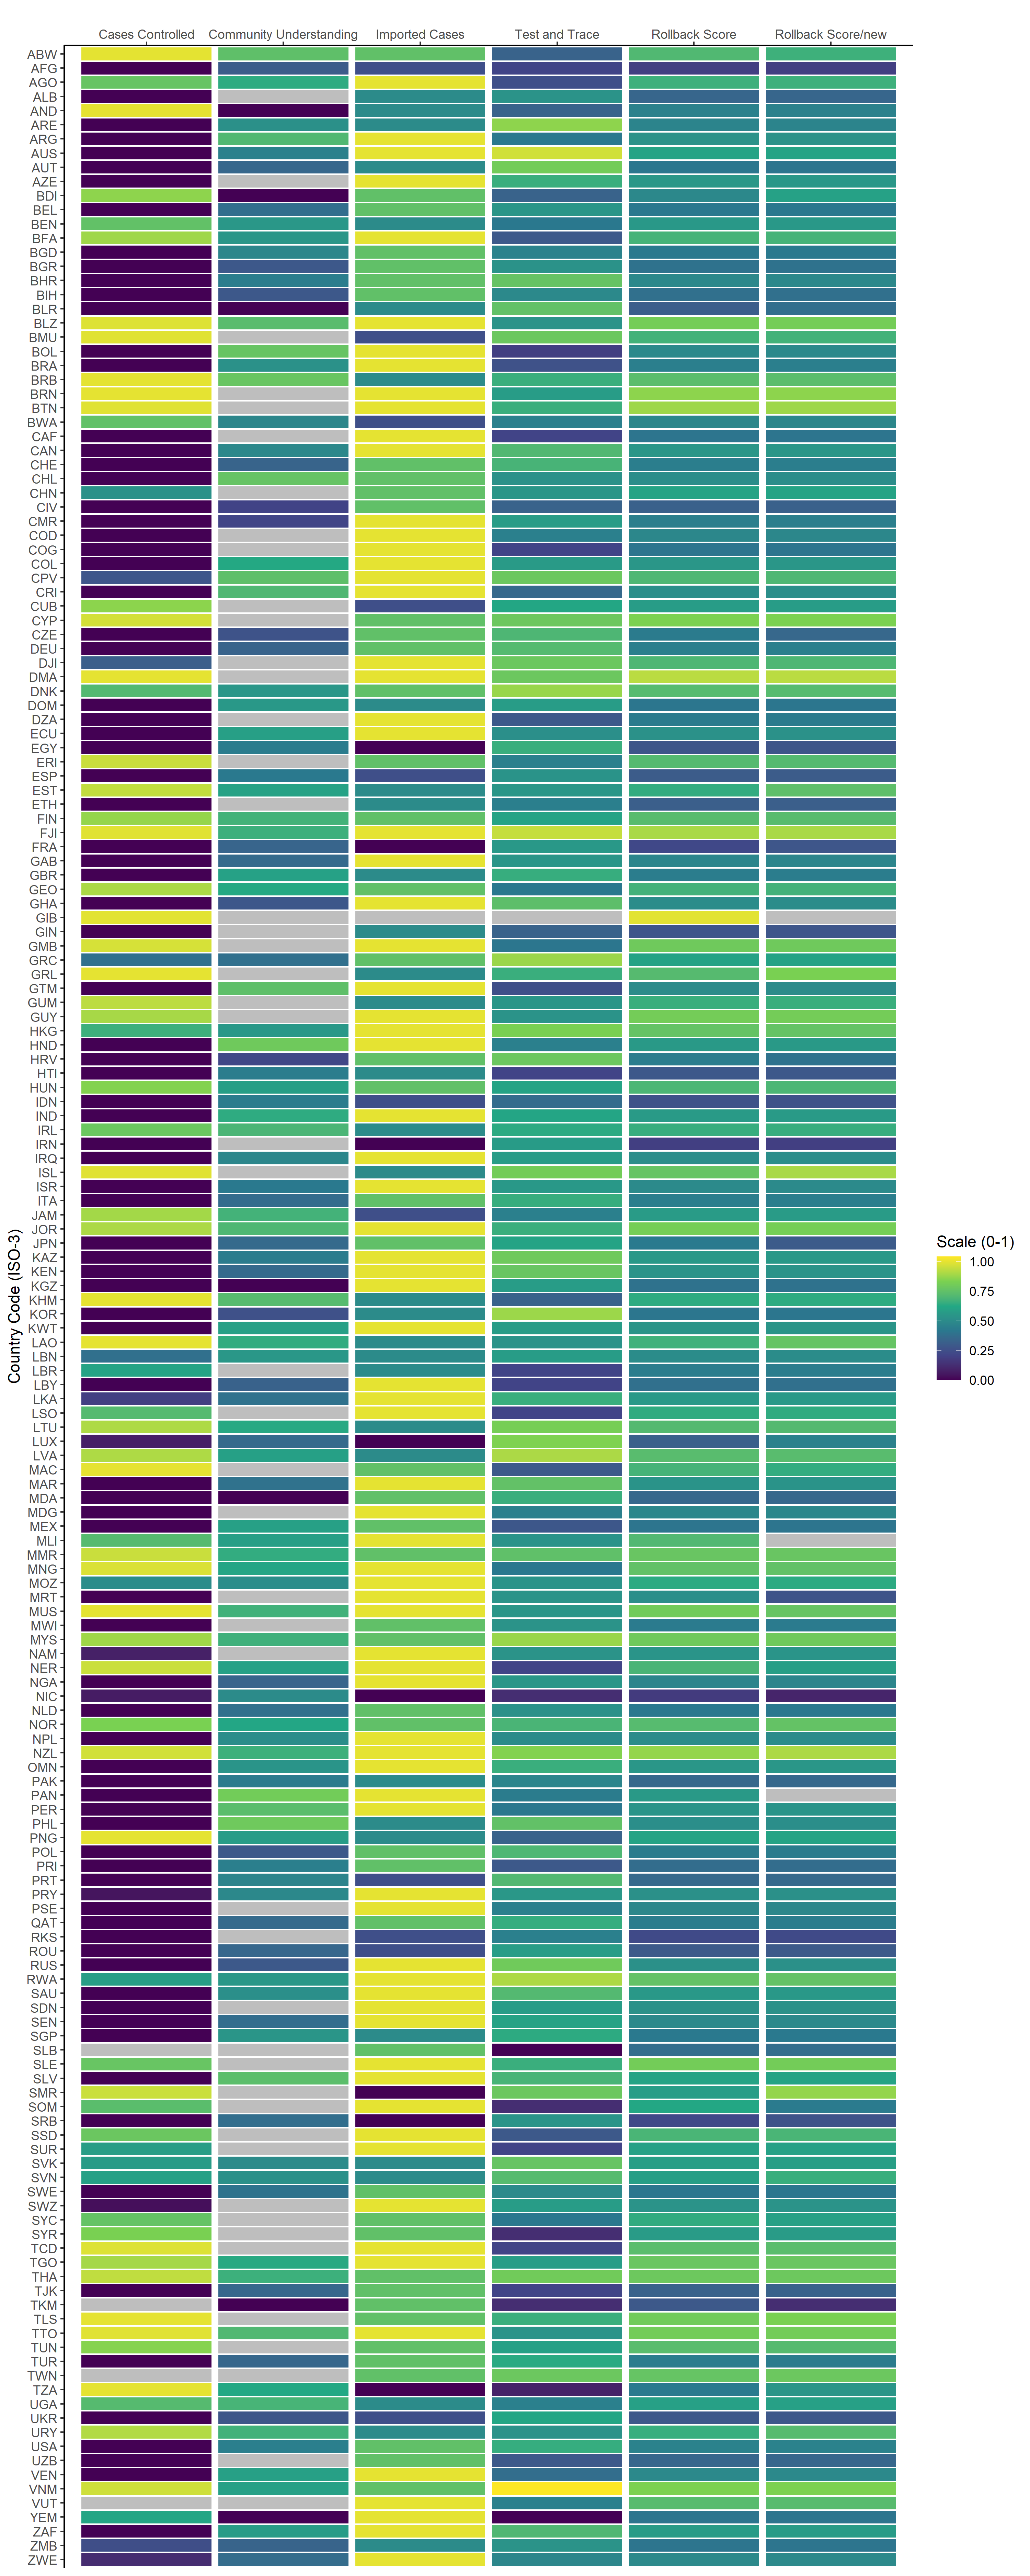 Cases Controlled Community Understanding Imported Cases Test and Trace Rollback Score Rollback Score/new
ABW
AFG
AGO
ALB
AND
ARE
ARG
AUS
AUT
AZE
BDI
BEL
BEN
BFA
BGD
BGR
BHR
BIH
BLR
BLZ
BMU
BOL
BRA
BRB
BRN
BTN
BWA
CAF
CAN
CHE
CHL
CHN
CIV
CMR
COD
COG
COL
CPV
CRI
CUB
CYP
CZE
DEU
DJI
DMA
DNK
DOM
DZA
ECU
EGY
ERI
ESP
EST
ETH
FIN
FJI
FRA
GAB
GBR
GEO
GHA
GIB
GIN
GMB
GRC
GRL
GTM
GUM
GUY
HKG
HND
HRV
HTI
HUN
IDN
IND
IRL
IRN
IRQ
ISL
ISR
ITA
JAM
JOR
JPN
KAZ
KEN
KGZ
KHM
KOR
KWT
LAO
LBN
LBR
LBY
LKA
LSO
LTU
LUX
LVA
MAC
MAR
MDA
MDG
MEX
MLI
MMR
MNG
MOZ
MRT
MUS
MWI
MYS
NAM
NER
NGA
NIC
NLD
NOR
NPL
NZL
OMN
PAK
PAN
PER
PHL
PNG
POL
PRI
PRT
PRY
PSE
QAT
RKS
ROU
RUS
RWA
SAU
SDN
SEN
SGP
SLB
SLE
SLV
SMR
SOM
SRB
SSD
SUR
SVK
SVN
SWE
SWZ
SYC
SYR
TCD
TGO
THA
TJK
TKM
TLS
TTO
TUN
TUR
TWN
TZA
UGA
UKR
URY
USA
UZB
VEN
VNM
VUT
YEM
ZAF
ZMB
ZWE
Country Code (ISO-3)
Scale (0-1)
1.00
0.75
0.50
0.25
0.00